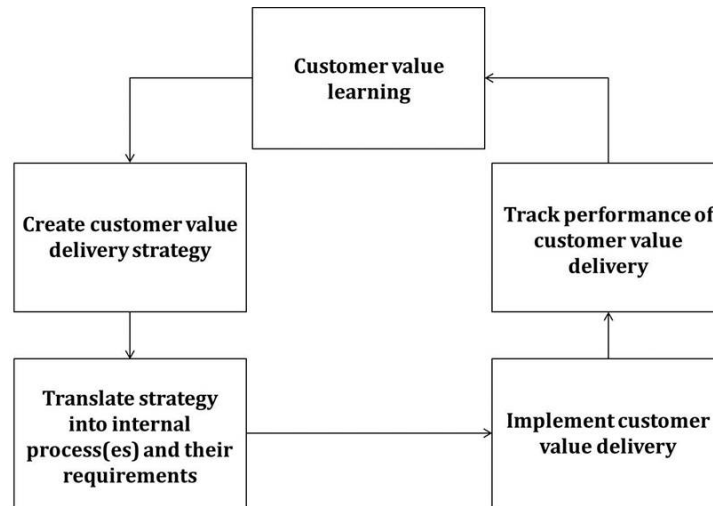 Customer value
learning
Create customer value
delivery strategy
Track performance of
customer value
delivery
Translate strategy
into internal
process(es) and their
requirements
Implement customer
value delivery